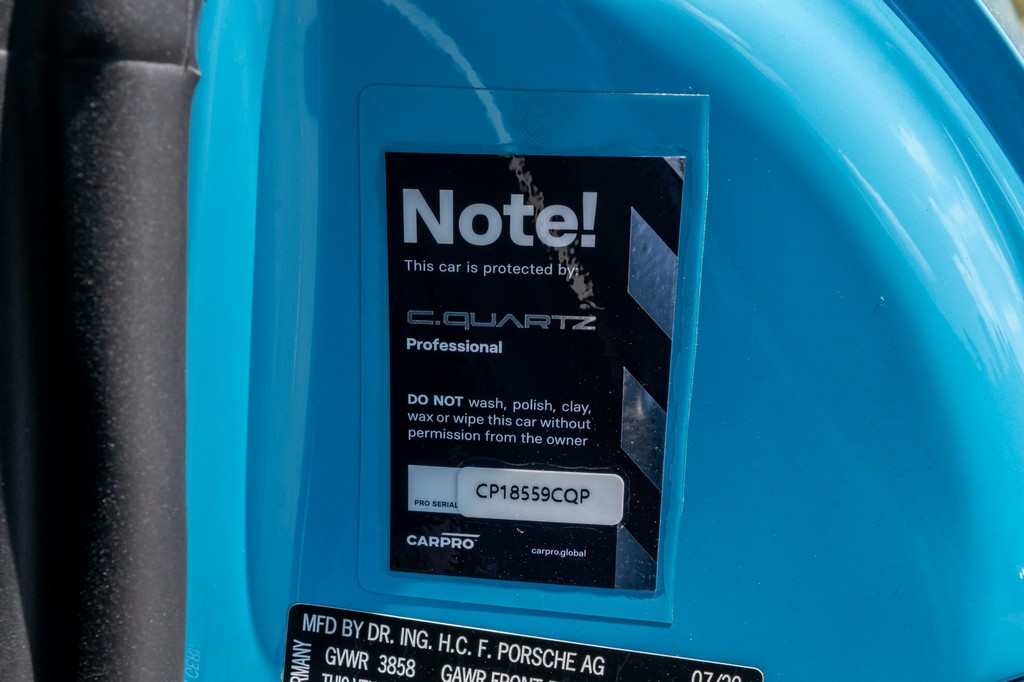 Note!
This car is protected by:
C.QUARTZ
Professional
DO NOT wash, polish, clay,
wax or wipe this car without
permission from the owner
PRO SERIAL
CP18559CQP
CARPRO
carpro.global
MFD BY DR. ING. H.C. F. PORSCHE AG
GVWR 3858
GAWR FRONT